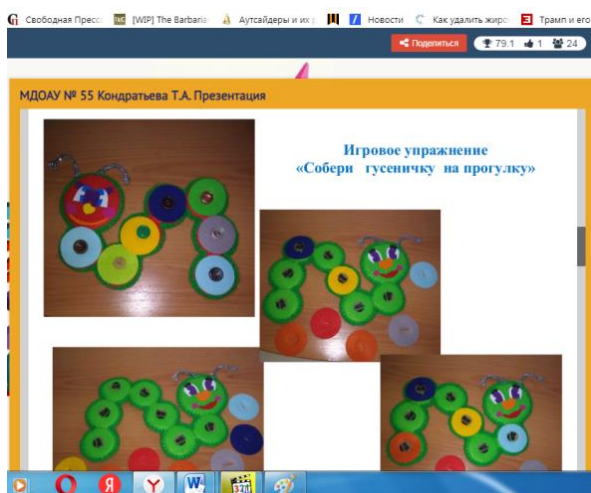 Свободная Пресс
[WIP] The Barbaria
Аутсайдеры и их р
Новости
Как удалить жиро
Трамп и его
Поделиться
79.1 1 24
МДОАУ № 55 Кондратьева Т.А. Презентация
Игровое упражнение
«Собери гусеничку на прогулку»